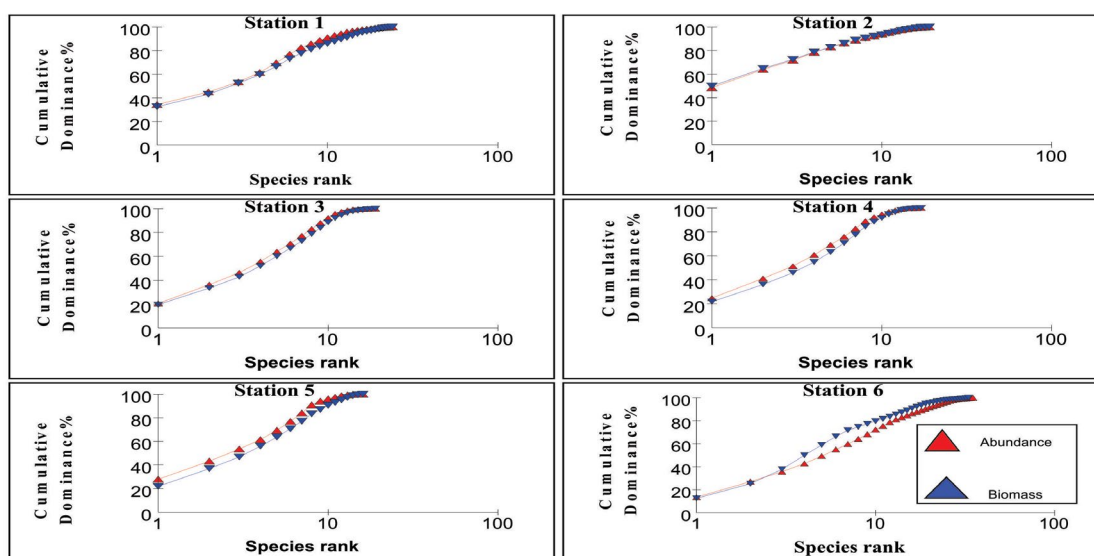 Station 1
Cumulative
Dominance%
100
80
60
40
20
0
1
10
100
Species rank
Station 2
Cumulative
Dominance%
100
80
60
40
20
0
1
10
100
Species rank
Station 3
Cumulative
Dominance%
100
80
60
40
20
0
1
10
100
Species rank
Station 4
Cumulative
Dominance%
100
80
60
40
20
0
1
10
100
Species rank
Station 5
Cumulative
Dominance%
100
80
60
40
20
0
1
10
100
Species rank
Station 6
Cumulative
Dominance%
100
80
60
40
20
0
1
10
100
Species rank
Abundance
Biomass